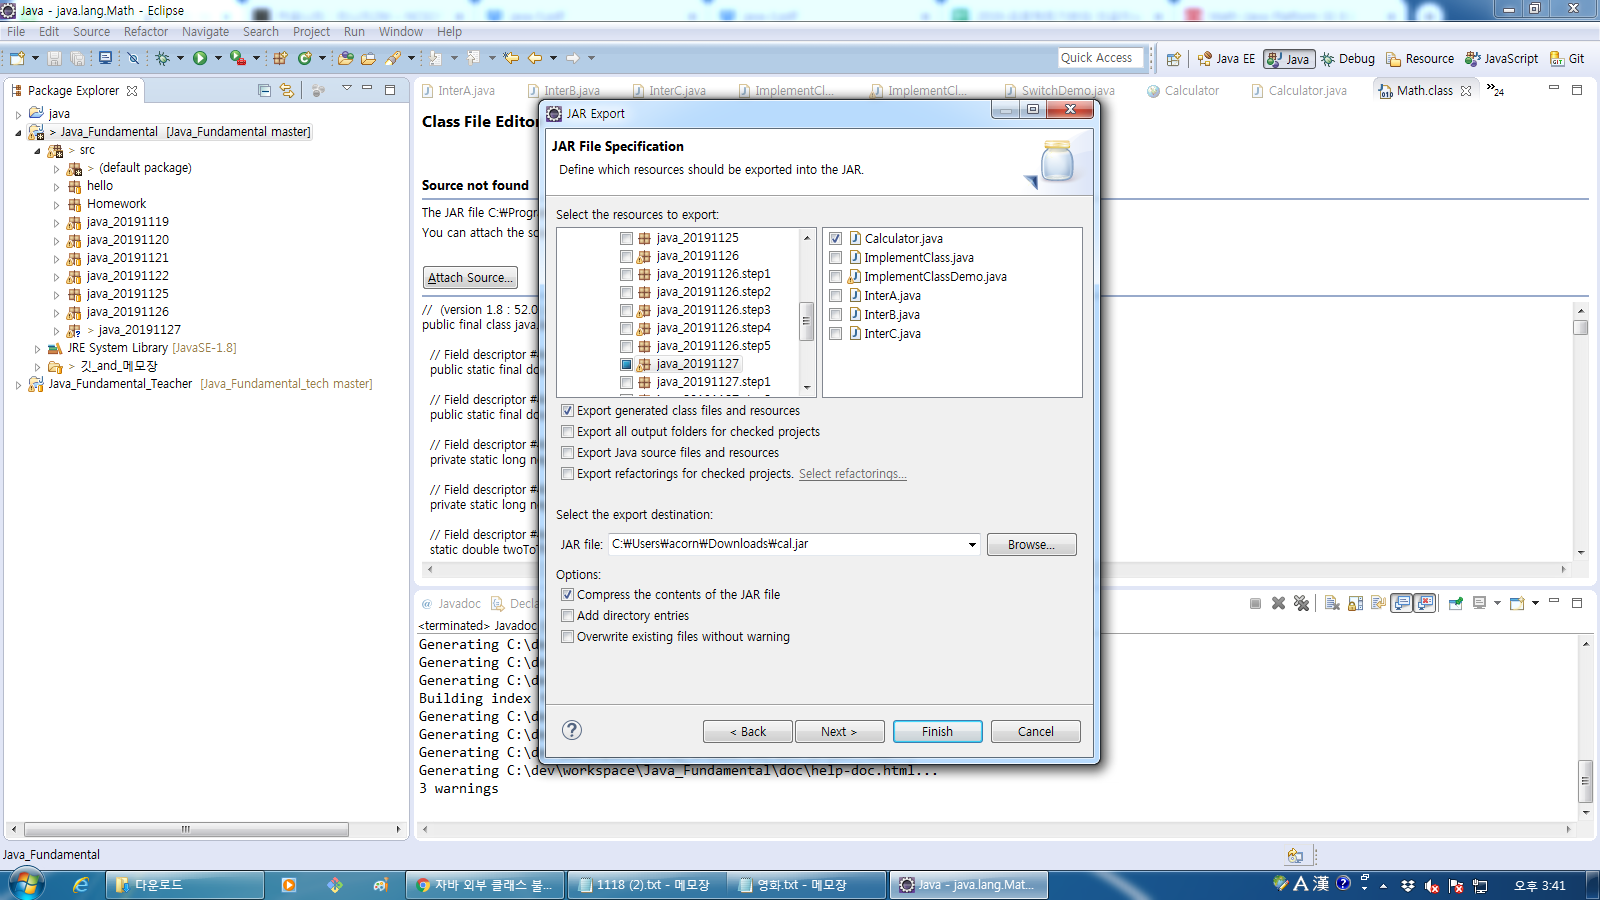 Java - java.lang.Math - Eclipse
File Edit Source Refactor Navigate Search Project Run Window Help
Quick Access
Java EE Java Debug Resource JavaScript Git
Package Explorer
java
> Java_Fundamental [Java_Fundamental master]
> src
> (default package)
hello
Homework
java_20191119
java_20191120
java_20191121
java_20191122
java_20191125
java_20191126
> java_20191127
JRE System Library [JavaSE-1.8]
> 깃_and_메모장
Java_Fundamental_Teacher [Java_Fundamental_tech master]
InterA.java InterB.java InterC.java ImplementCl... ImplementCl... SwitchDemo.java Calculator Calculator.java Math.class »24
Class File Editor
Source not found
The JAR file C:₩Progr
You can attach the so
Attach Source...
// (version 1.8 : 52.0
public final class java.
// Field descriptor #
public static final do
// Field descriptor #
public static final do
// Field descriptor #
private static long n
// Field descriptor #
private static long n
// Field descriptor #
static double twoTo
JAR Export
JAR File Specification
Define which resources should be exported into the JAR.
Select the resources to export:
java_20191125
java_20191126
java_20191126.step1
java_20191126.step2
java_20191126.step3
java_20191126.step4
java_20191126.step5
java_20191127
java_20191127.step1
Calculator.java
ImplementClass.java
ImplementClassDemo.java
InterA.java
InterB.java
InterC.java
Export generated class files and resources
Export all output folders for checked projects
Export Java source files and resources
Export refactorings for checked projects. Select refactorings...
Select the export destination:
JAR file: C:₩Users₩acorn₩Downloads₩cal.jar
Browse...
Options:
Compress the contents of the JAR file
Add directory entries
Overwrite existing files without warning
? < Back Next > Finish Cancel
@ Javadoc Decla
<terminated> Javadoc
Generating C:\d
Generating C:\d
Generating C:\d
Building index
Generating C:\d
Generating C:\d
Generating C:\d
Generating C:\dev\workspace\Java_Fundamental\doc\help-doc.html...
3 warnings
Java_Fundamental
다운로드
자바 외부 클래스 불...
1118 (2).txt - 메모장
영화.txt - 메모장
Java - java.lang.Mat...
A 漢 ?
오후 3:41